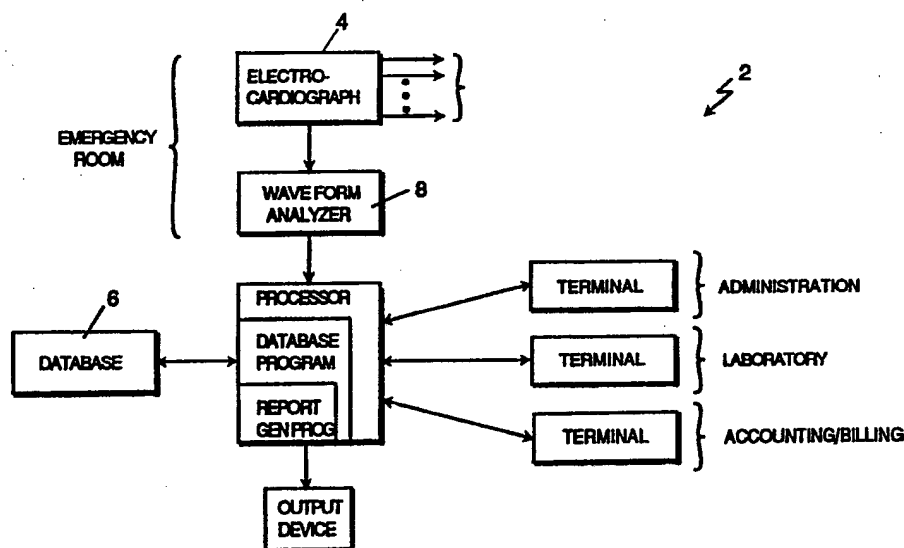 4
ELECTRO-
CARDIOGRAPH
2
EMERGENCY
ROOM
WAVE FORM
ANALYZER
8
PROCESSOR
DATABASE
PROGRAM
REPORT
GEN PROG
6
DATABASE
TERMINAL
ADMINISTRATION
TERMINAL
LABORATORY
TERMINAL
ACCOUNTING/BILLING
OUTPUT
DEVICE